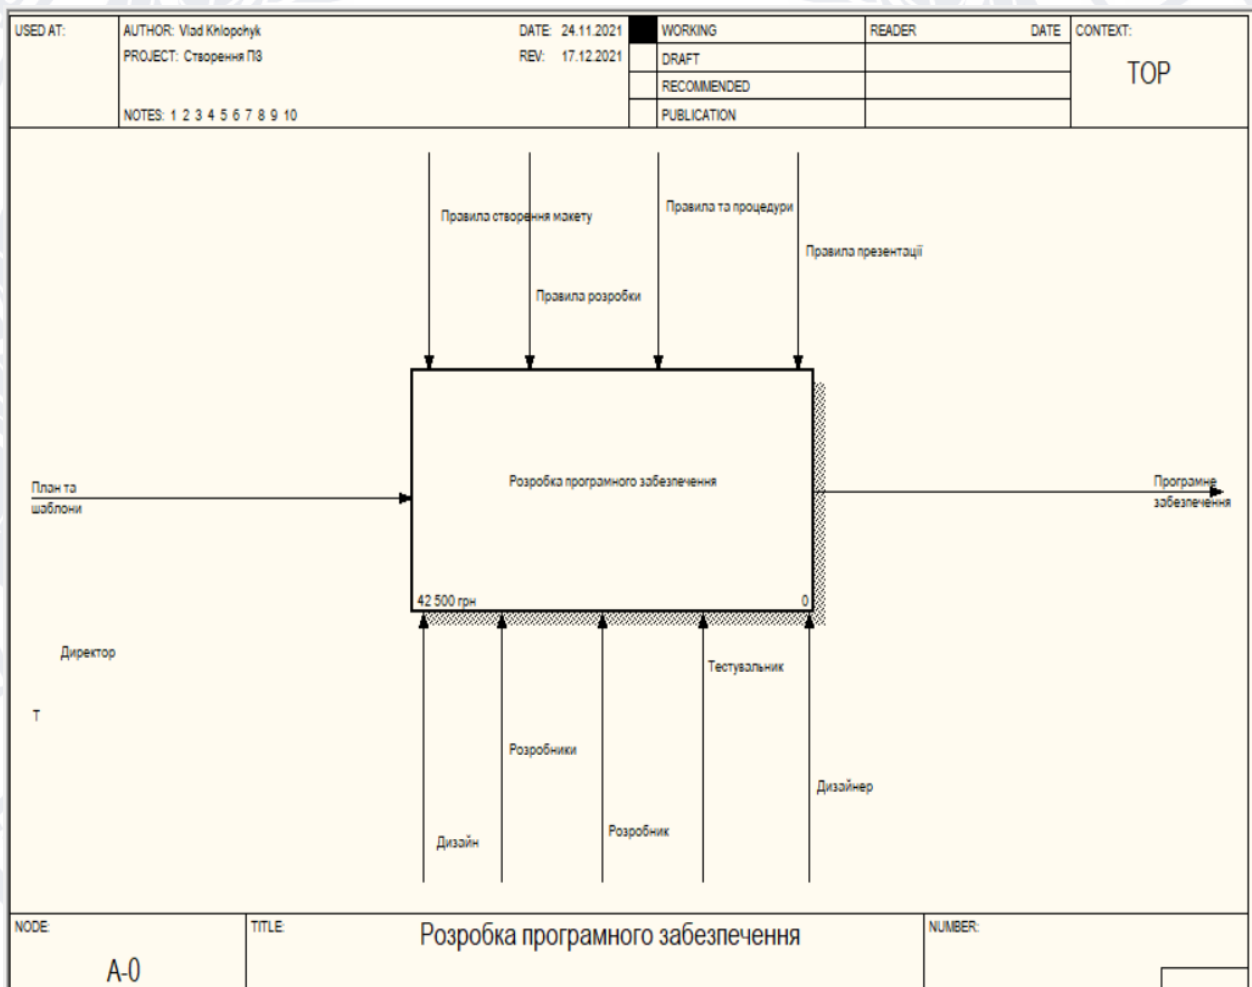 USED AT:
AUTHOR: Vlad Khlopchyk
DATE: 24.11.2021
WORKING
READER
DATE
CONTEXT:
PROJECT: Створення ПЗ
REV: 17.12.2021
DRAFT
TOP
RECOMMENDED
NOTES: 1 2 3 4 5 6 7 8 9 10
PUBLICATION
Правила створення макету
Правила та процедури
Правила презентації
Правила розробки
План та
шаблони
Розробка програмного забезпечення
Програмне
забезпечення
42 500 грн
0
Директор
Т
Тестувальник
Розробники
Дизайнер
Розробник
Дизайн
NODE:
A-0
TITLE:
Розробка програмного забезпечення
NUMBER: